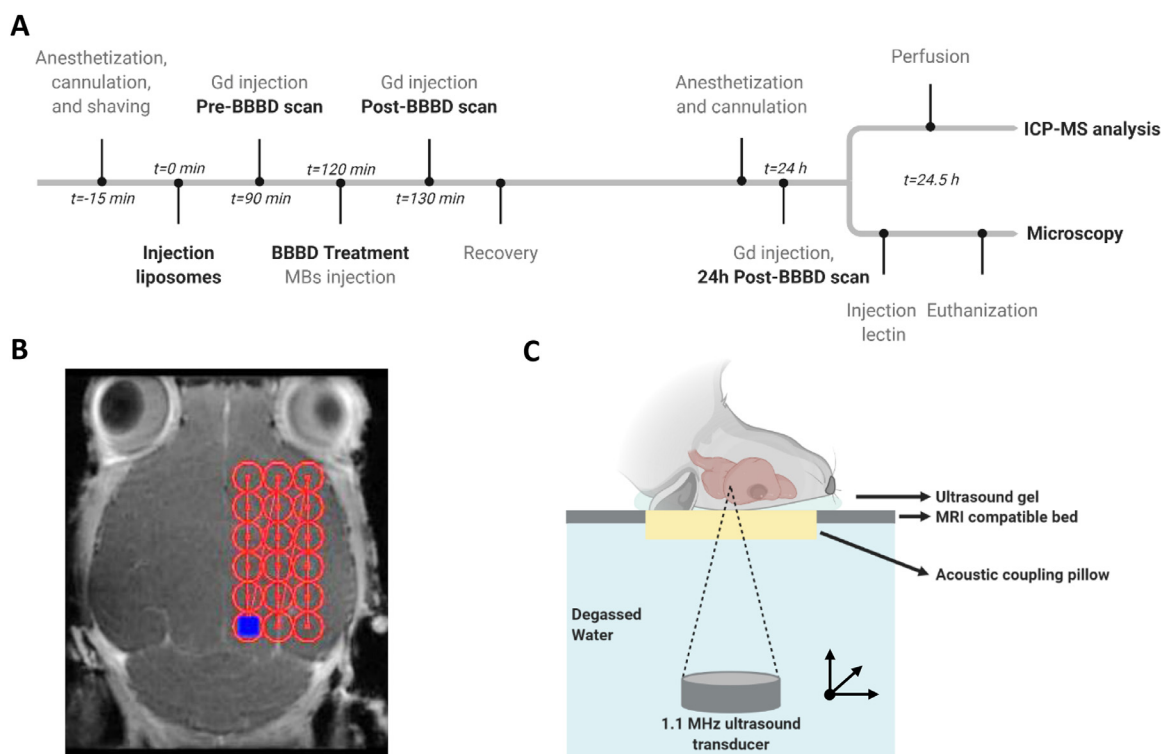 A
Anesthetization,
cannulation,
and shaving
Gd injection
Pre-BBBD scan
Gd injection
Post-BBBD scan
Anesthetization
and cannulation
Perfusion
ICP-MS analysis
t=0 min
t=120 min
t=24 h
t=-15 min
t=90 min
t=130 min
t=24.5 h
Injection
liposomes
BBBD Treatment
MBs injection
Recovery
Gd injection,
24h Post-BBBD scan
Microscopy
Injection
lectin
Euthanization
B
C
Ultrasound gel
MRI compatible bed
Acoustic coupling pillow
Degassed
Water
1.1 MHz ultrasound
transducer